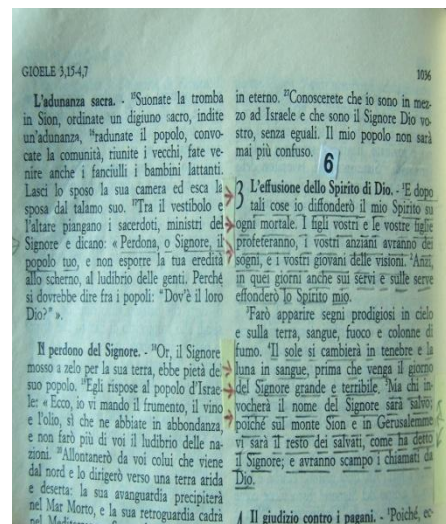 GIOELE 3,15-4,7
1036
L'adunanza sacra. - ¹⁵Suonate la tromba
in Sion, ordinate un digiuno sacro, indite
un'adunanza, ¹⁶radunate il popolo, convo-
cate la comunità, riunite i vecchi, fate ve-
nire anche i fanciulli i bambini lattanti.
Lasci lo sposo la sua camera ed esca la
sposa dal talamo suo. ¹⁷Tra il vestibolo e
l'altare piangano i sacerdoti, ministri del
Signore e dicano: « Perdona, o Signore, il
popolo tuo, e non esporre la tua eredità
allo scherno, al ludibrio delle genti. Perché
si dovrebbe dire fra i popoli: "Dov'è il loro
Dio?" ».
Il perdono del Signore. - ¹⁸Or, il Signore
mosso a zelo per la sua terra, ebbe pietà del
suo popolo. ¹⁹Egli rispose al popolo d'Israe-
le: « Ecco, io vi mando il frumento, il vino
e l'olio, sì che ne abbiate in abbondanza,
e non farò più di voi il ludibrio delle na-
zioni. ²⁰Allontanerò da voi colui che viene
dal nord e lo dirigerò verso una terra arida
e deserta: la sua avanguardia precipiterà
nel Mar Morto, e la sua retroguardia cadrà
in eterno. ²⁷Conoscerete che io sono in mez-
zo ad Israele e che sono il Signore Dio vo-
stro, senza eguali. Il mio popolo non sarà
mai più confuso.
6
3 L'effusione dello Spirito di Dio. - ¹E dopo
tali cose io diffonderò il mio Spirito su
ogni mortale. I figli vostri e le vostre figlie
profeteranno, i vostri anziani avranno dei
sogni, e i vostri giovani delle visioni. ²Anzi,
in quei giorni anche sui servi e sulle serve
effonderò lo Spirito mio.
³Farò apparire segni prodigiosi in cielo
e sulla terra, sangue, fuoco e colonne di
fumo. ⁴Il sole si cambierà in tenebre e la
luna in sangue, prima che venga il giorno
del Signore grande e terribile. ⁵Ma chi in-
vocherà il nome del Signore sarà salvo;
poiché sul monte Sion e in Gerusalemme
vi sarà il resto dei salvati, come ha detto
il Signore; e avranno scampo i chiamati da
Dio.
4 Il giudizio contro i pagani. - ¹Poiché, ec-